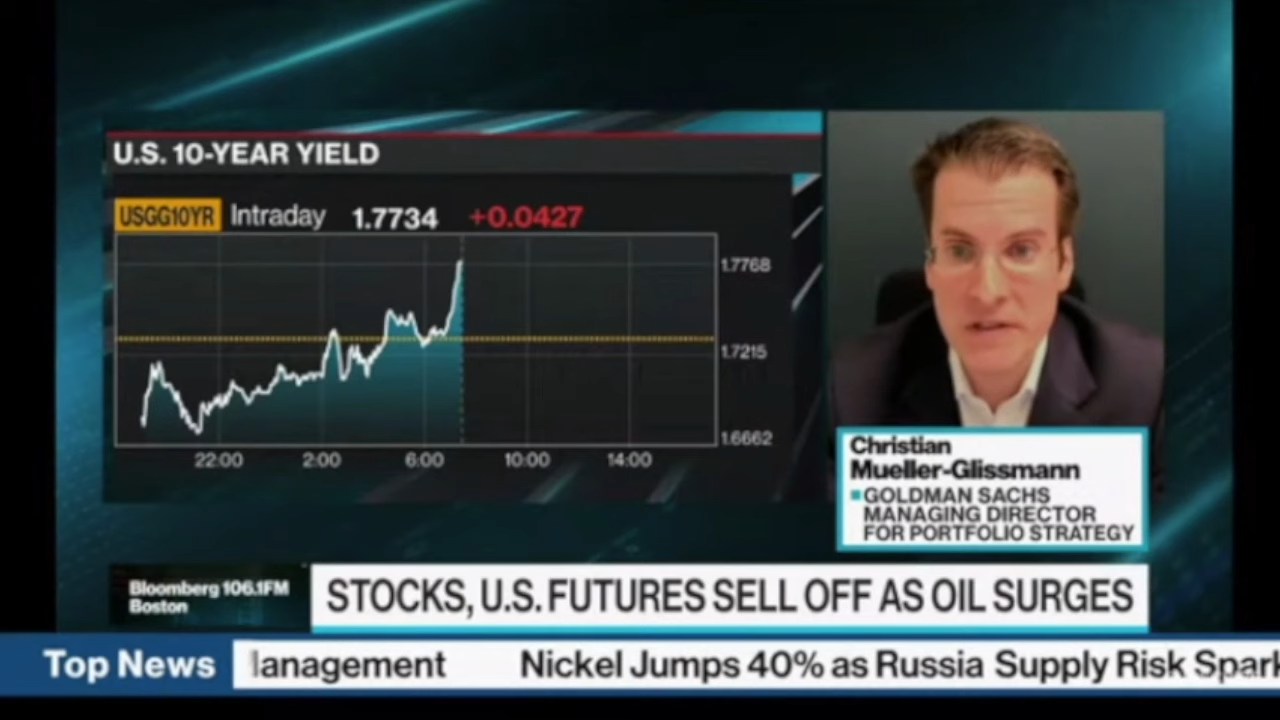 U.S. 10-YEAR YIELD
USGG10YR Intraday 1.7734 +0.0427
1.7768
1.7215
1.6662
22:00 2:00 6:00 10:00 14:00
Christian
Mueller-Glissmann
GOLDMAN SACHS
MANAGING DIRECTOR
FOR PORTFOLIO STRATEGY
Bloomberg 106.1FM
Boston
STOCKS, U.S. FUTURES SELL OFF AS OIL SURGES
Top News lanagement Nickel Jumps 40% as Russia Supply Risk Spark